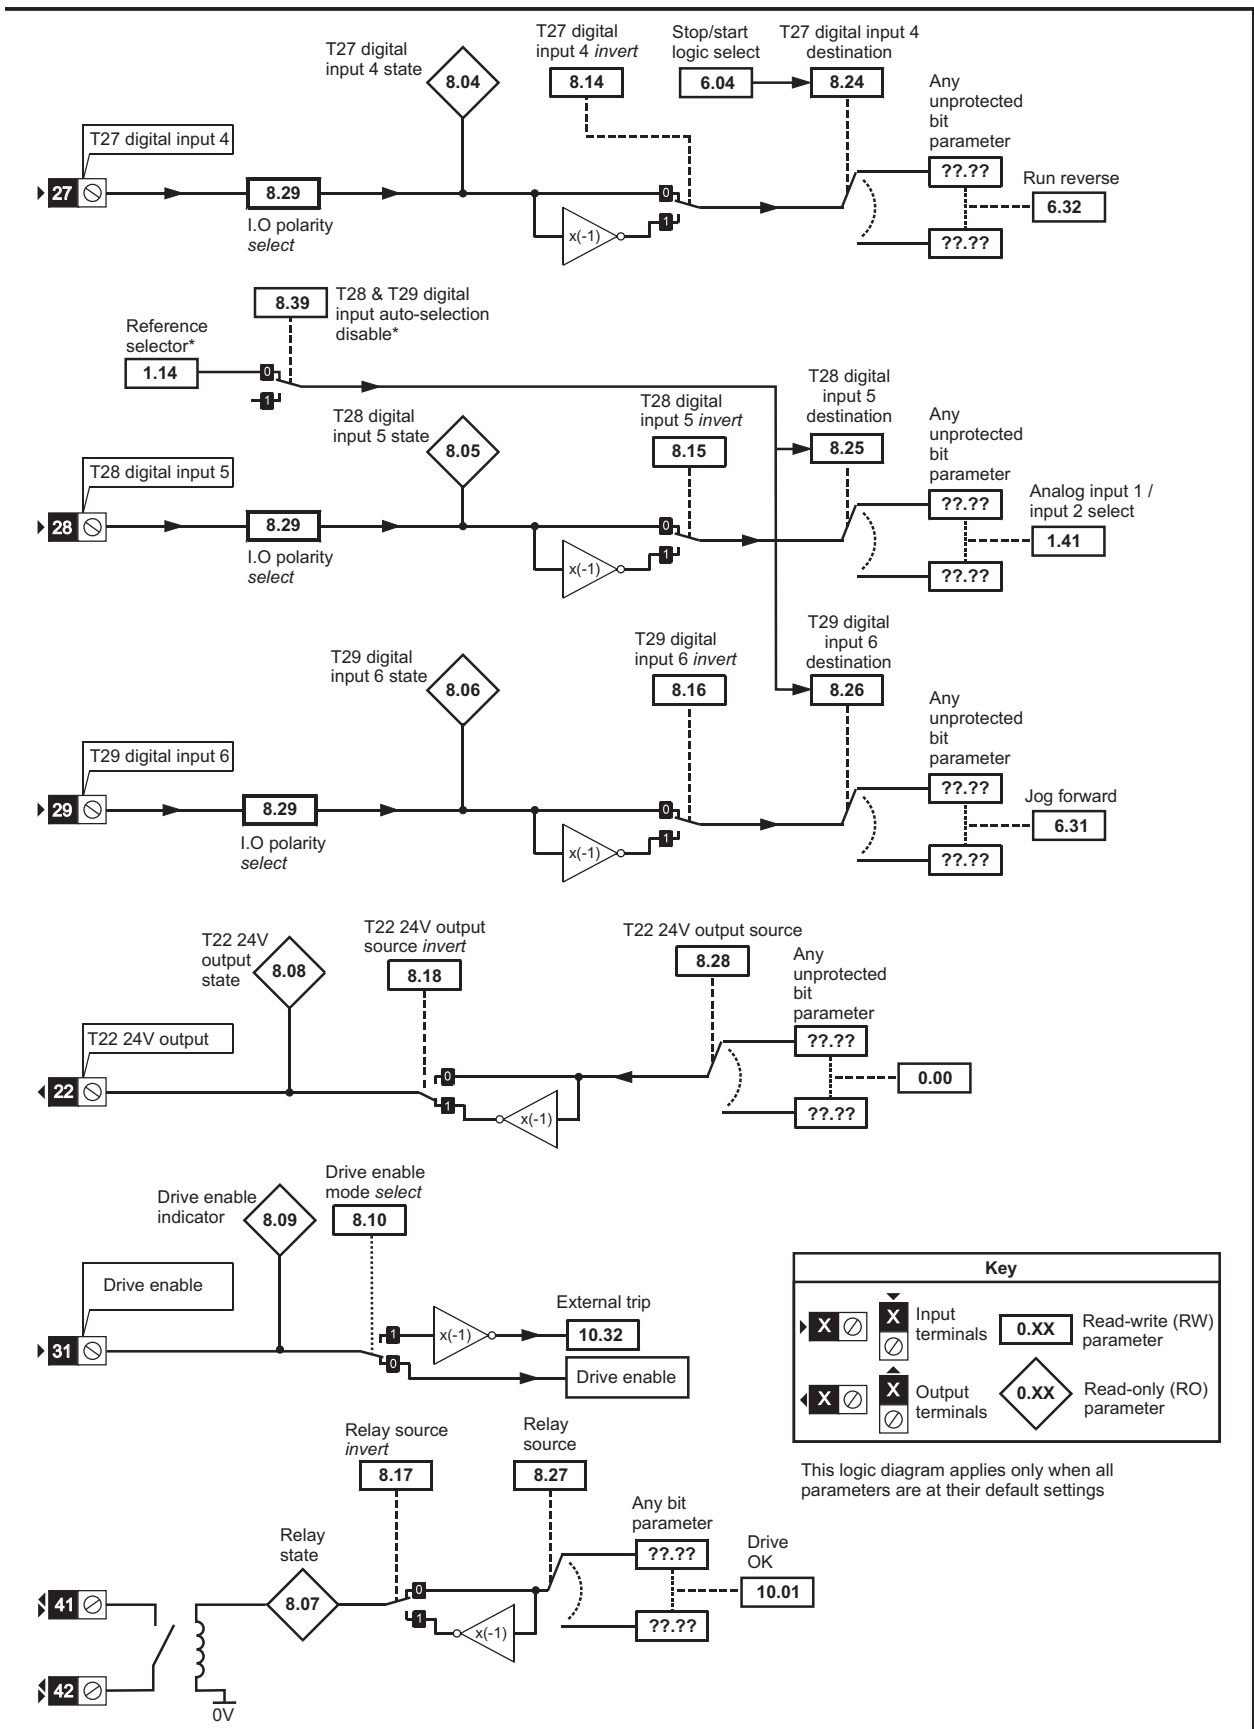 T27 digital
input 4 state
8.04
T27 digital
input 4 invert
8.14
Stop/start
logic select
6.04
T27 digital input 4
destination
8.24
Any
unprotected
bit
parameter
??.??
??.??
Run reverse
6.32
T27 digital input 4
27
8.29
I.O polarity
select
0
1
x(-1)
8.39
T28 & T29 digital
input auto-selection
disable*
Reference
selector*
1.14
0
1
T28 digital
input 5 state
8.05
T28 digital
input 5 invert
8.15
T28 digital
input 5
destination
8.25
Any
unprotected
bit
parameter
??.??
??.??
Analog input 1 /
input 2 select
1.41
T28 digital input 5
28
8.29
I.O polarity
select
0
1
x(-1)
T29 digital
input 6 state
8.06
T29 digital
input 6 invert
8.16
T29 digital
input 6
destination
8.26
Any
unprotected
bit
parameter
??.??
??.??
Jog forward
6.31
T29 digital input 6
29
8.29
I.O polarity
select
0
1
x(-1)
T22 24V
output
state
8.08
T22 24V output
source invert
8.18
T22 24V output source
8.28
Any
unprotected
bit
parameter
??.??
??.??
0.00
T22 24V output
22
0
1
x(-1)
Drive enable
indicator
8.09
Drive enable
mode select
8.10
Drive enable
31
1
0
x(-1)
External trip
10.32
Drive enable
Key
X
X
Input
terminals
0.XX
Read-write (RW)
parameter
X
X
Output
terminals
0.XX
Read-only (RO)
parameter
This logic diagram applies only when all
parameters are at their default settings
Relay source
invert
8.17
Relay
source
8.27
Any bit
parameter
??.??
??.??
Drive
OK
10.01
Relay
state
8.07
0
1
x(-1)
41
42
0V